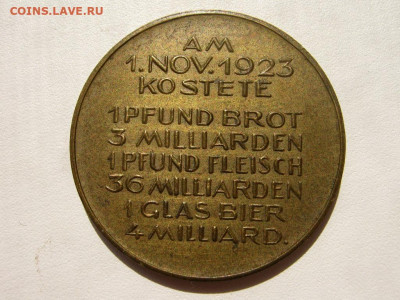 COINS.LAVE.RU
AM
1. NOV. 1923
KOSTETE
1 PFUND BROT
3 MILLIARDEN
1 PFUND FLEISCH
36 MILLIARDEN
1 GLAS BIER
4 MILLIARD.